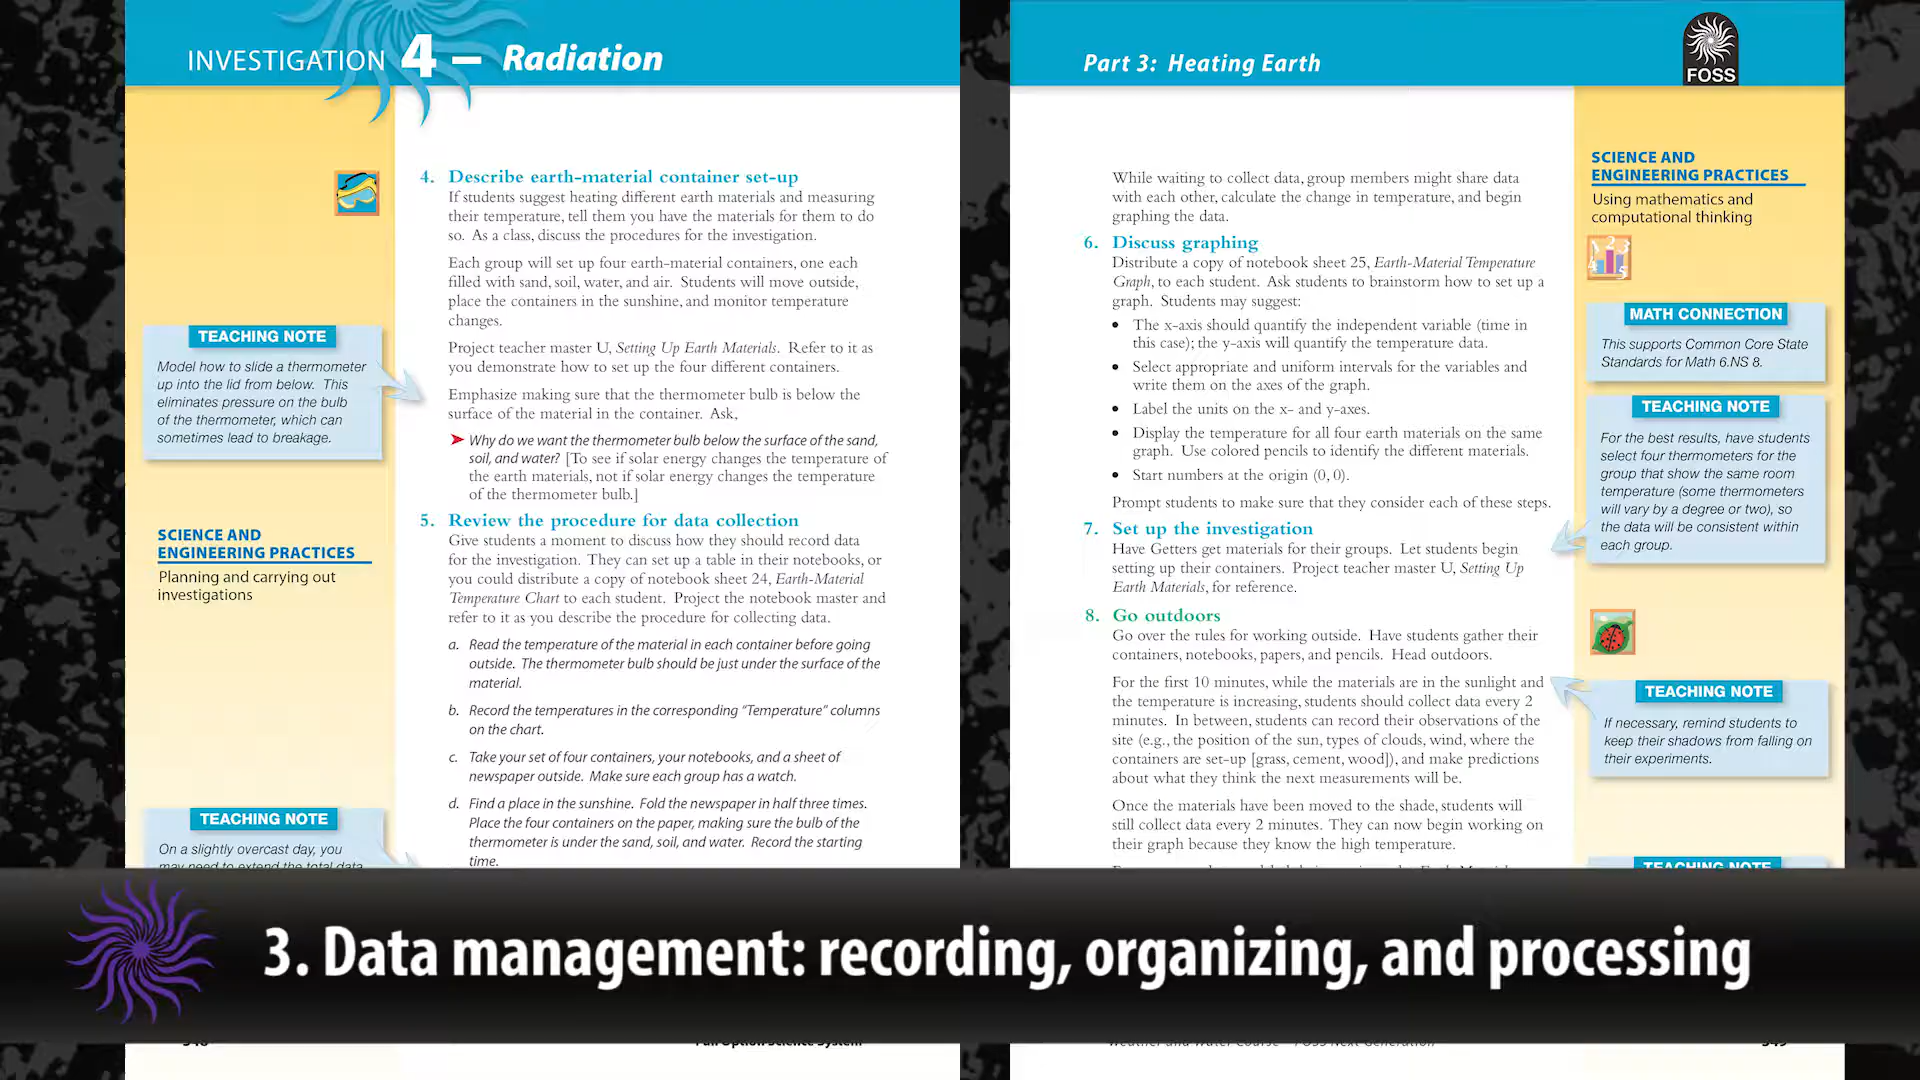 INVESTIGATION 4 – Radiation
4. Describe earth-material container set-up
If students suggest heating different earth materials and measuring
their temperature, tell them you have the materials for them to do
so. As a class, discuss the procedures for the investigation.
Each group will set up four earth-material containers, one each
filled with sand, soil, water, and air. Students will move outside,
place the containers in the sunshine, and monitor temperature
changes.
TEACHING NOTE
Model how to slide a thermometer
up into the lid from below. This
eliminates pressure on the bulb
of the thermometer, which can
sometimes lead to breakage.
Project teacher master U, Setting Up Earth Materials. Refer to it as
you demonstrate how to set up the four different containers.
Emphasize making sure that the thermometer bulb is below the
surface of the material in the container. Ask,
➤ Why do we want the thermometer bulb below the surface of the sand,
soil, and water? [To see if solar energy changes the temperature of
the earth materials, not if solar energy changes the temperature
of the thermometer bulb.]
SCIENCE AND
ENGINEERING PRACTICES
Planning and carrying out
investigations
5. Review the procedure for data collection
Give students a moment to discuss how they should record data
for the investigation. They can set up a table in their notebooks, or
you could distribute a copy of notebook sheet 24, Earth-Material
Temperature Chart to each student. Project the notebook master and
refer to it as you describe the procedure for collecting data.
a. Read the temperature of the material in each container before going
outside. The thermometer bulb should be just under the surface of the
material.
b. Record the temperatures in the corresponding “Temperature” columns
on the chart.
c. Take your set of four containers, your notebooks, and a sheet of
newspaper outside. Make sure each group has a watch.
d. Find a place in the sunshine. Fold the newspaper in half three times.
Place the four containers on the paper, making sure the bulb of the
thermometer is under the sand, soil, and water. Record the starting
time.
TEACHING NOTE
On a slightly overcast day, you
may need to extend the total data
Part 3: Heating Earth
FOSS
While waiting to collect data, group members might share data
with each other, calculate the change in temperature, and begin
graphing the data.
SCIENCE AND
ENGINEERING PRACTICES
Using mathematics and
computational thinking
6. Discuss graphing
Distribute a copy of notebook sheet 25, Earth-Material Temperature
Graph, to each student. Ask students to brainstorm how to set up a
graph. Students may suggest:
• The x-axis should quantify the independent variable (time in
this case); the y-axis will quantify the temperature data.
• Select appropriate and uniform intervals for the variables and
write them on the axes of the graph.
• Label the units on the x- and y-axes.
• Display the temperature for all four earth materials on the same
graph. Use colored pencils to identify the different materials.
• Start numbers at the origin (0, 0).
Prompt students to make sure that they consider each of these steps.
MATH CONNECTION
This supports Common Core State
Standards for Math 6.NS 8.
TEACHING NOTE
For the best results, have students
select four thermometers for the
group that show the same room
temperature (some thermometers
will vary by a degree or two), so
the data will be consistent within
each group.
7. Set up the investigation
Have Getters get materials for their groups. Let students begin
setting up their containers. Project teacher master U, Setting Up
Earth Materials, for reference.
8. Go outdoors
Go over the rules for working outside. Have students gather their
containers, notebooks, papers, and pencils. Head outdoors.
For the first 10 minutes, while the materials are in the sunlight and
the temperature is increasing, students should collect data every 2
minutes. In between, students can record their observations of the
site (e.g., the position of the sun, types of clouds, wind, where the
containers are set-up [grass, cement, wood]), and make predictions
about what they think the next measurements will be.
TEACHING NOTE
If necessary, remind students to
keep their shadows from falling on
their experiments.
Once the materials have been moved to the shade, students will
still collect data every 2 minutes. They can now begin working on
their graph because they know the high temperature.
TEACHING NOTE
3. Data management: recording, organizing, and processing